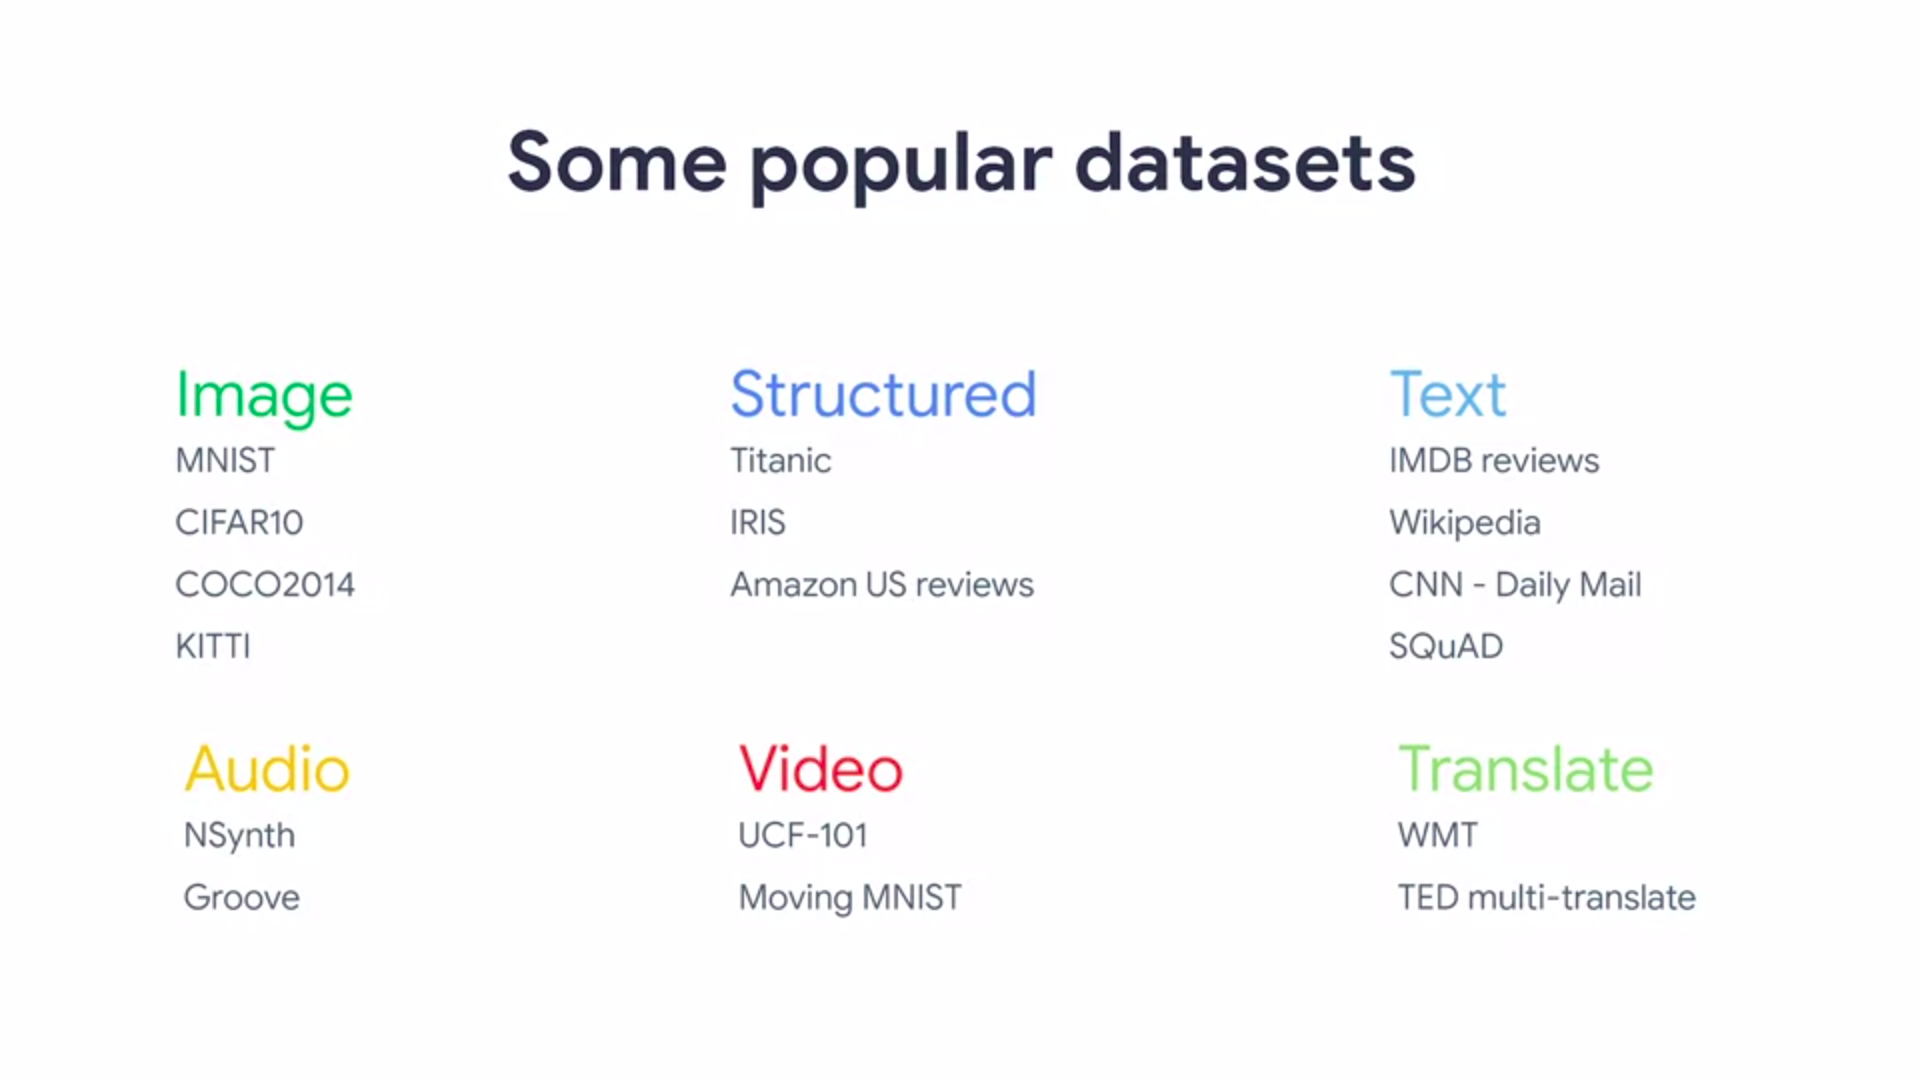 Some popular datasets
Image
MNIST
CIFAR10
COCO2014
KITTI
Structured
Titanic
IRIS
Amazon US reviews
Text
IMDB reviews
Wikipedia
CNN - Daily Mail
SQuAD
Audio
NSynth
Groove
Video
UCF-101
Moving MNIST
Translate
WMT
TED multi-translate